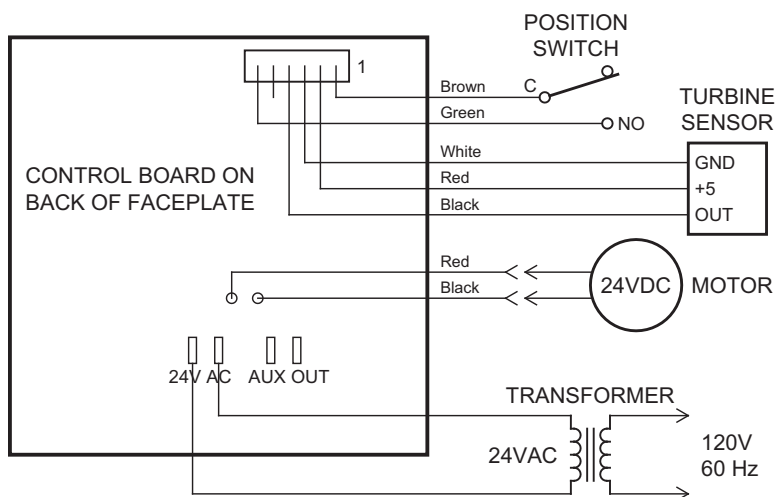 POSITION
SWITCH
1
Brown
C
Green
NO
TURBINE
SENSOR
White
GND
Red
+5
Black
OUT
CONTROL BOARD ON
BACK OF FACEPLATE
Red
Black
24VDC
MOTOR
24V AC
AUX OUT
TRANSFORMER
24VAC
120V
60 Hz